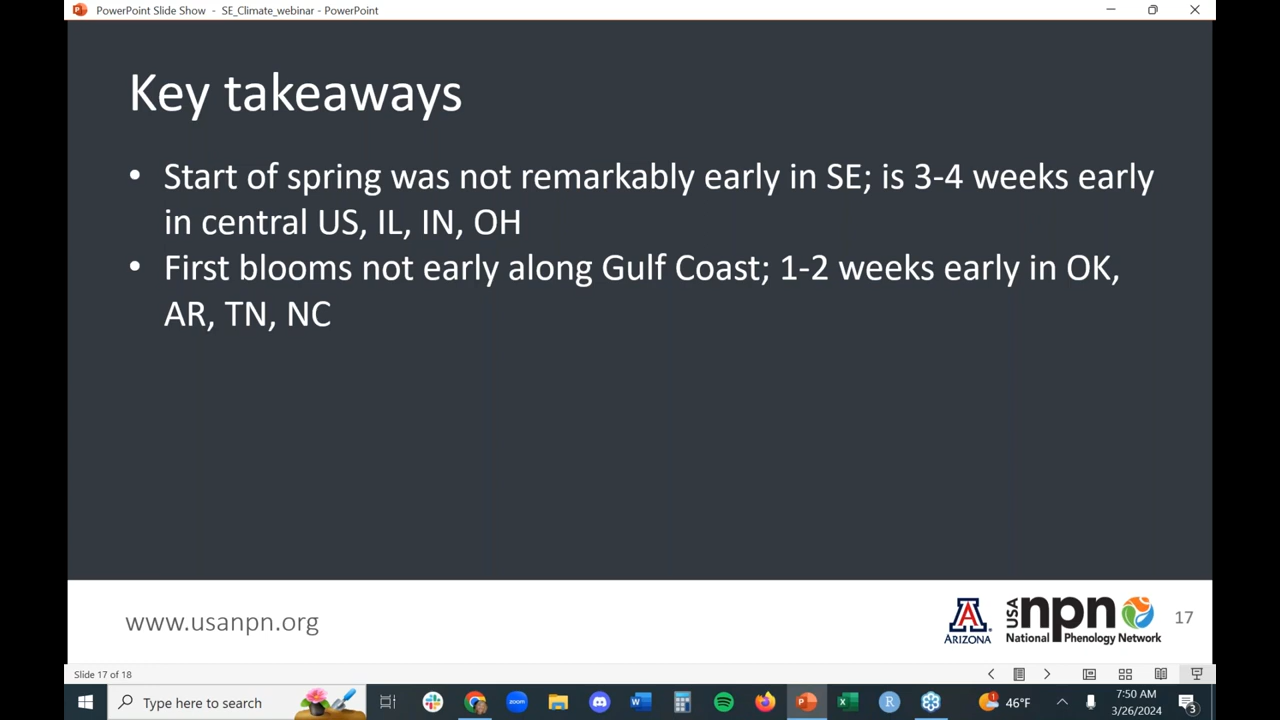 PowerPoint Slide Show - SE_Climate_webinar - PowerPoint
Key takeaways
• Start of spring was not remarkably early in SE; is 3-4 weeks early
in central US, IL, IN, OH
• First blooms not early along Gulf Coast; 1-2 weeks early in OK,
AR, TN, NC
www.usanpn.org
A
ARIZONA
USA npn
National Phenology Network
17
Slide 17 of 18
Type here to search
zoom
46°F
7:50 AM
3/26/2024
3